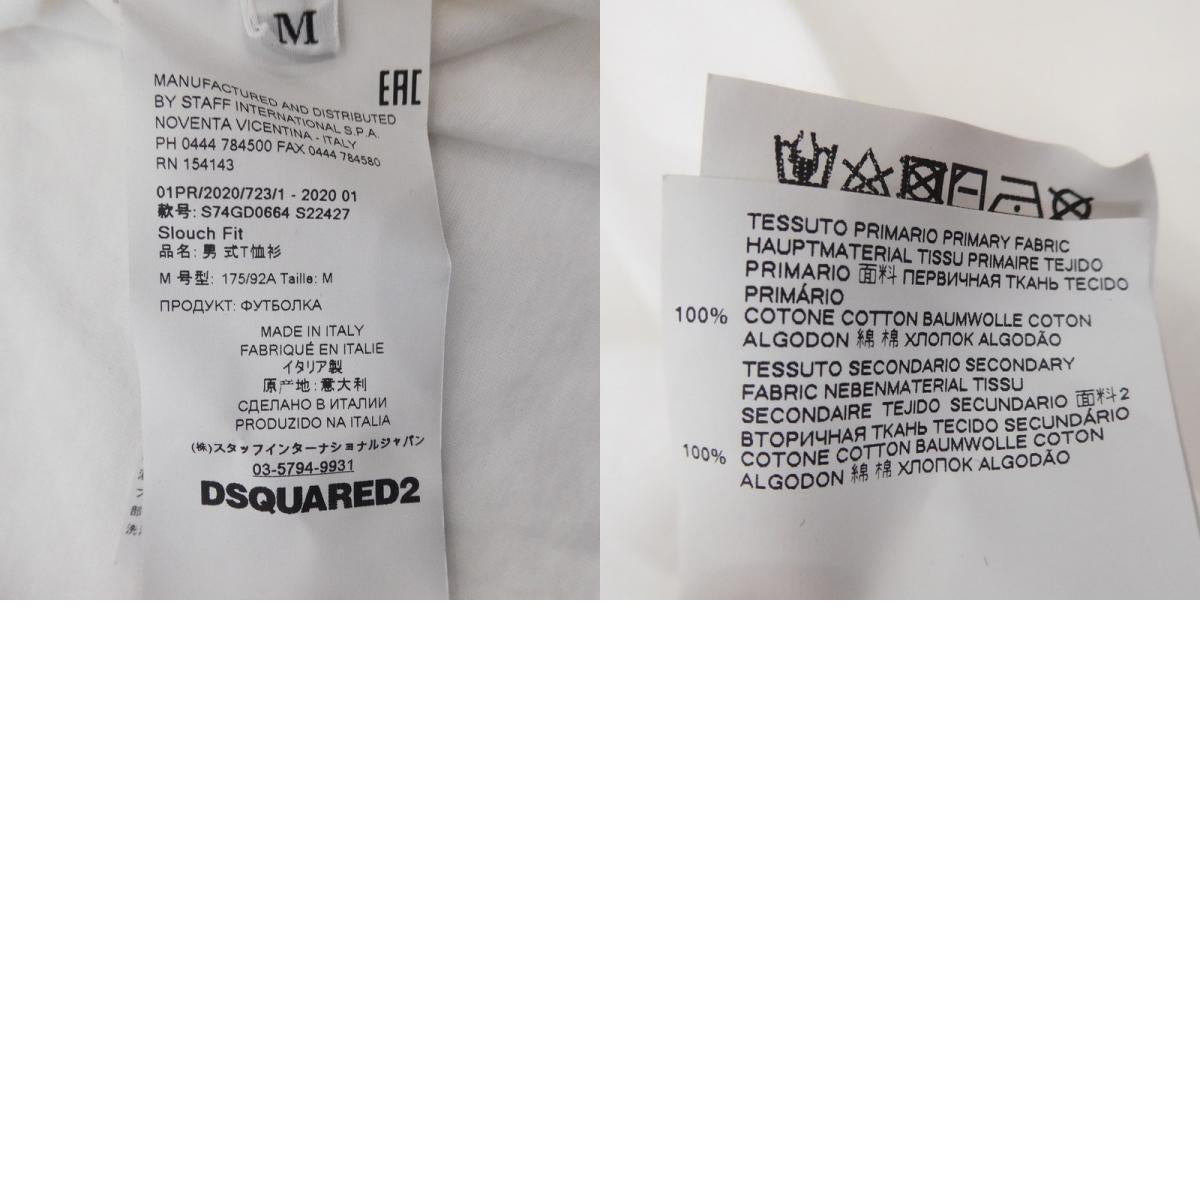 M
EAC
MANUFACTURED AND DISTRIBUTED
BY STAFF INTERNATIONAL S.P.A.
NOVENTA VICENTINA - ITALY
PH 0444 784500 FAX 0444 784580
RN 154143
01PR/2020/723/1 - 2020 01
款号: S74GD0664 S22427
Slouch Fit
品名: 男 式T恤衫
M 号型: 175/92A Taille: M
ПРОДУКТ: ФУТБОЛКА
MADE IN ITALY
FABRIQUÉ EN ITALIE
イタリア製
原产地: 意大利
СДЕЛАНО В ИТАЛИИ
PRODUZIDO NA ITALIA
(株)スタッフインターナショナルジャパン
03-5794-9931
DSQUARED2
TESSUTO PRIMARIO PRIMARY FABRIC
HAUPTMATERIAL TISSU PRIMAIRE TEJIDO
PRIMARIO 面料 ПЕРВИЧНАЯ ТКАНЬ TECIDO
PRIMÁRIO
100% COTONE COTTON BAUMWOLLE COTON
ALGODON 綿 棉 ХЛОПОК ALGODÃO
TESSUTO SECONDARIO SECONDARY
FABRIC NEBENMATERIAL TISSU
SECONDAIRE TEJIDO SECUNDARIO 面料2
ВТОРИЧНАЯ ТКАНЬ TECIDO SECUNDÁRIO
100% COTONE COTTON BAUMWOLLE COTON
ALGODON 綿 棉 ХЛОПОК ALGODÃO